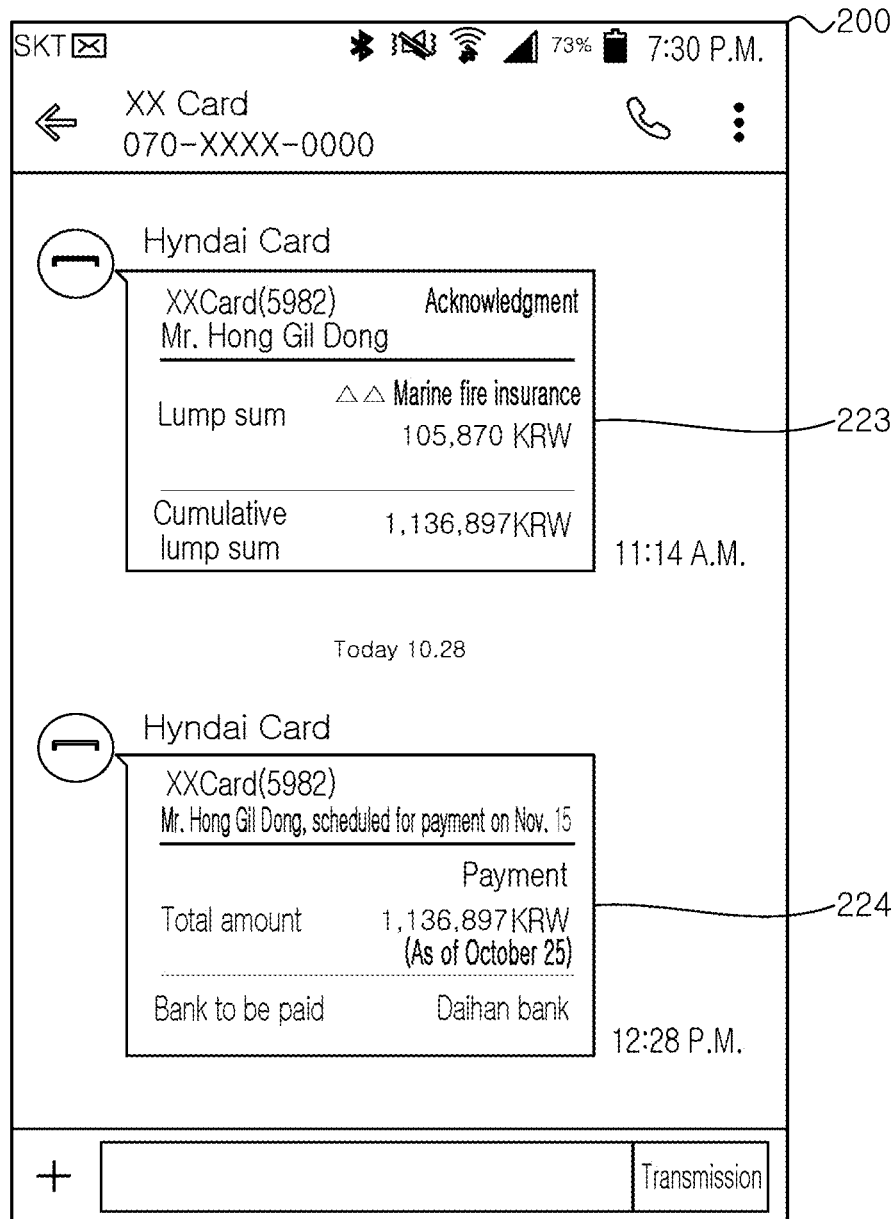 200
SKT 73% 7:30 P.M.
XX Card
070-XXXX-0000
Hyndai Card
XXCard(5982) Acknowledgment
Mr. Hong Gil Dong
△△ Marine fire insurance
Lump sum
105,870 KRW
223
Cumulative
lump sum
1,136,897KRW
11:14 A.M.
Today 10.28
Hyndai Card
XXCard(5982)
Mr. Hong Gil Dong, scheduled for payment on Nov. 15
Payment
Total amount 1,136,897KRW
224
(As of October 25)
Bank to be paid Daihan bank
12:28 P.M.
+ Transmission